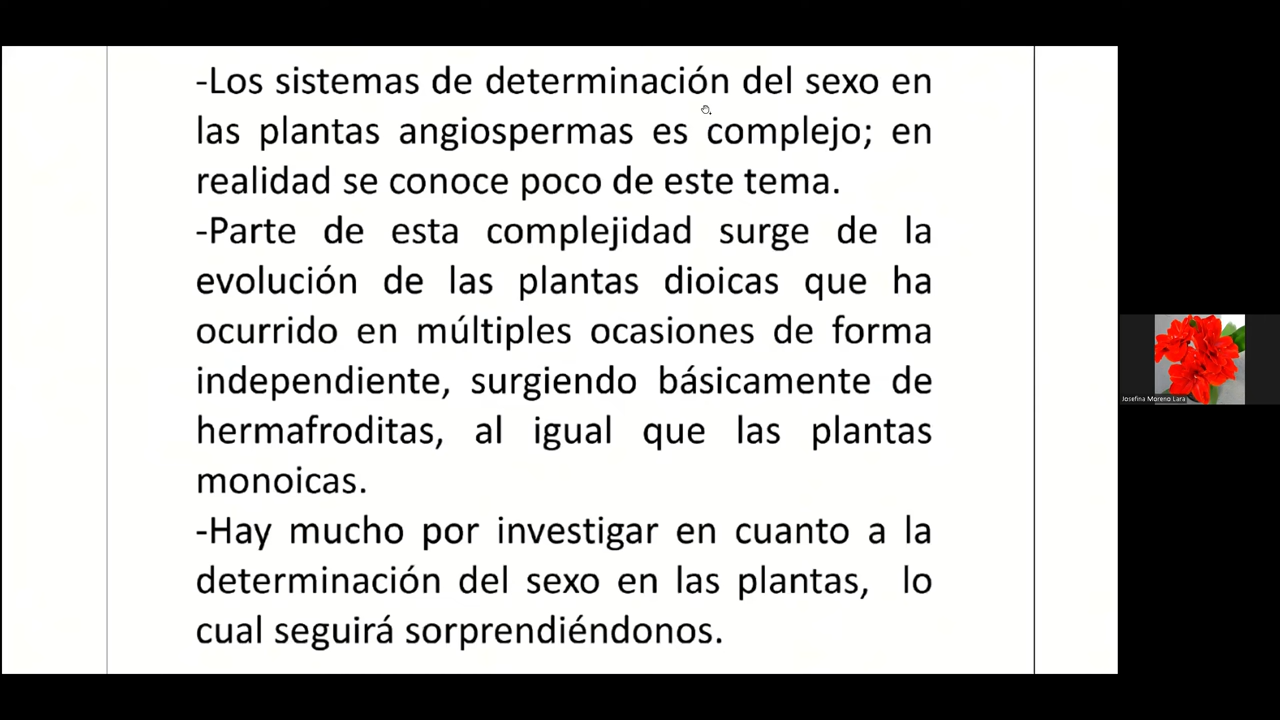 -Los sistemas de determinación del sexo en
las plantas angiospermas es complejo; en
realidad se conoce poco de este tema.
-Parte de esta complejidad surge de la
evolución de las plantas dioicas que ha
ocurrido en múltiples ocasiones de forma
independiente, surgiendo básicamente de
hermafroditas, al igual que las plantas
monoicas.
-Hay mucho por investigar en cuanto a la
determinación del sexo en las plantas, lo
cual seguirá sorprendiéndonos.
Josefina Moreno Lara